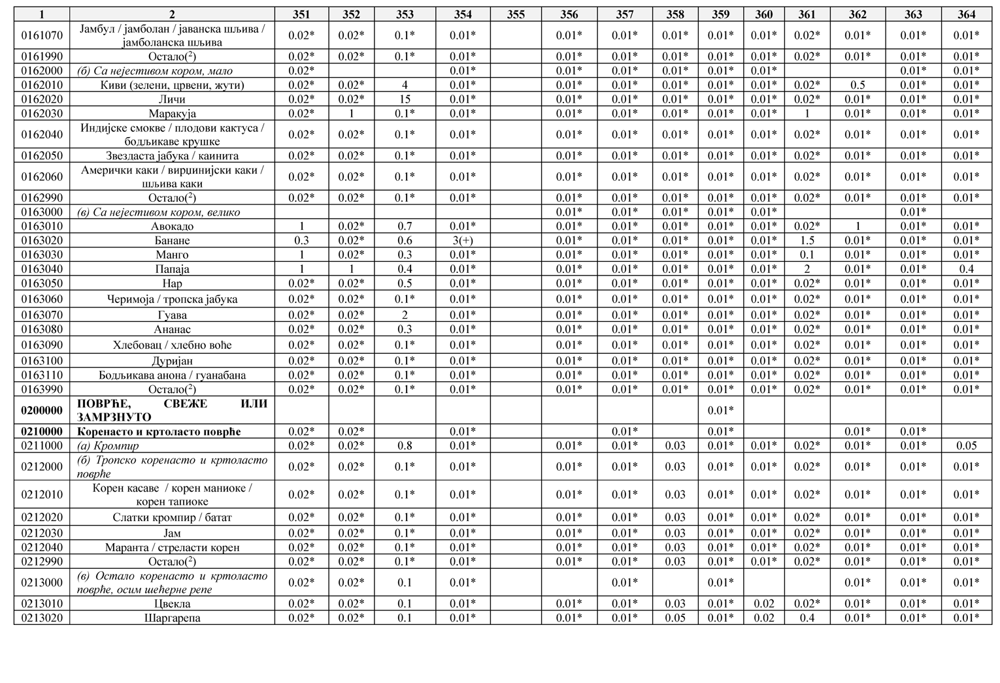 1 2 351 352 353 354 355 356 357 358 359 360 361 362 363 364
0161070 Јамбул / јамболан / јаванска шљива / 0.02* 0.02* 0.1* 0.01* 0.01* 0.01* 0.01* 0.01* 0.01* 0.02* 0.01* 0.01* 0.01*
јамболанска шљива
0161990 Остало(2) 0.02* 0.02* 0.1* 0.01* 0.01* 0.01* 0.01* 0.01* 0.01* 0.02* 0.01* 0.01* 0.01*
0162000 (б) Са нејестивом кором, мало 0.02* 0.01* 0.01* 0.01* 0.01* 0.01* 0.01* 0.01* 0.01*
0162010 Киви (зелени, црвени, жути) 0.02* 0.02* 4 0.01* 0.01* 0.01* 0.01* 0.01* 0.01* 0.02* 0.5 0.01* 0.01*
0162020 Личи 0.02* 0.02* 15 0.01* 0.01* 0.01* 0.01* 0.01* 0.01* 0.02* 0.01* 0.01* 0.01*
0162030 Маракуја 0.02* 1 0.1* 0.01* 0.01* 0.01* 0.01* 0.01* 0.01* 1 0.01* 0.01* 0.01*
0162040 Индијске смокве / плодови кактуса / 0.02* 0.02* 0.1* 0.01* 0.01* 0.01* 0.01* 0.01* 0.01* 0.02* 0.01* 0.01* 0.01*
бодљикаве крушке
0162050 Звездаста јабука / каинита 0.02* 0.02* 0.1* 0.01* 0.01* 0.01* 0.01* 0.01* 0.01* 0.02* 0.01* 0.01* 0.01*
0162060 Амерички каки / вирџинијски каки / 0.02* 0.02* 0.1* 0.01* 0.01* 0.01* 0.01* 0.01* 0.01* 0.02* 0.01* 0.01* 0.01*
шљива каки
0162990 Остало(2) 0.02* 0.02* 0.1* 0.01* 0.01* 0.01* 0.01* 0.01* 0.01* 0.02* 0.01* 0.01* 0.01*
0163000 (в) Са нејестивом кором, велико 0.01* 0.01* 0.01* 0.01* 0.01* 0.01*
0163010 Авокадо 1 0.02* 0.7 0.01* 0.01* 0.01* 0.01* 0.01* 0.01* 0.02* 1 0.01* 0.01*
0163020 Банане 0.3 0.02* 0.6 3(+) 0.01* 0.01* 0.01* 0.01* 0.01* 1.5 0.01* 0.01* 0.01*
0163030 Манго 1 0.02* 0.3 0.01* 0.01* 0.01* 0.01* 0.01* 0.01* 0.1 0.01* 0.01* 0.01*
0163040 Папаја 1 1 0.4 0.01* 0.01* 0.01* 0.01* 0.01* 0.01* 2 0.01* 0.01* 0.4
0163050 Нар 0.02* 0.02* 0.5 0.01* 0.01* 0.01* 0.01* 0.01* 0.01* 0.02* 0.01* 0.01* 0.01*
0163060 Черимоја / тропска јабука 0.02* 0.02* 0.1* 0.01* 0.01* 0.01* 0.01* 0.01* 0.01* 0.02* 0.01* 0.01* 0.01*
0163070 Гуава 0.02* 0.02* 2 0.01* 0.01* 0.01* 0.01* 0.01* 0.01* 0.02* 0.01* 0.01* 0.01*
0163080 Ананас 0.02* 0.02* 0.3 0.01* 0.01* 0.01* 0.01* 0.01* 0.01* 0.02* 0.01* 0.01* 0.01*
0163090 Хлебовац / хлебно воће 0.02* 0.02* 0.1* 0.01* 0.01* 0.01* 0.01* 0.01* 0.01* 0.02* 0.01* 0.01* 0.01*
0163100 Дуријан 0.02* 0.02* 0.1* 0.01* 0.01* 0.01* 0.01* 0.01* 0.01* 0.02* 0.01* 0.01* 0.01*
0163110 Бодљикава анона / гуанабана 0.02* 0.02* 0.1* 0.01* 0.01* 0.01* 0.01* 0.01* 0.01* 0.02* 0.01* 0.01* 0.01*
0163990 Остало(2) 0.02* 0.02* 0.1* 0.01* 0.01* 0.01* 0.01* 0.01* 0.01* 0.02* 0.01* 0.01* 0.01*
0200000 ПОВРЋЕ, СВЕЖЕ ИЛИ 0.01*
ЗАМРЗНУТО
0210000 Коренасто и кртоласто поврће 0.02* 0.02* 0.01* 0.01* 0.01* 0.01* 0.01*
0211000 (а) Кромпир 0.02* 0.02* 0.8 0.01* 0.01* 0.01* 0.03 0.01* 0.01* 0.02* 0.01* 0.01* 0.05
0212000 (б) Тропско коренасто и кртоласто 0.02* 0.02* 0.1* 0.01* 0.01* 0.01* 0.03 0.01* 0.01* 0.02* 0.01* 0.01* 0.01*
поврће
0212010 Корен касаве / корен маниоке / 0.02* 0.02* 0.1* 0.01* 0.01* 0.01* 0.03 0.01* 0.01* 0.02* 0.01* 0.01* 0.01*
корен тапиоке
0212020 Слатки кромпир / батат 0.02* 0.02* 0.1* 0.01* 0.01* 0.01* 0.03 0.01* 0.01* 0.02* 0.01* 0.01* 0.01*
0212030 Јам 0.02* 0.02* 0.1* 0.01* 0.01* 0.01* 0.03 0.01* 0.01* 0.02* 0.01* 0.01* 0.01*
0212040 Маранта / стреласти корен 0.02* 0.02* 0.1* 0.01* 0.01* 0.01* 0.03 0.01* 0.01* 0.02* 0.01* 0.01* 0.01*
0212990 Остало(2) 0.02* 0.02* 0.1* 0.01* 0.01* 0.01* 0.03 0.01* 0.01* 0.02* 0.01* 0.01* 0.01*
0213000 (в) Остало коренасто и кртоласто 0.02* 0.02* 0.1 0.01* 0.01* 0.01* 0.01* 0.01* 0.01*
поврће, осим шећерне репе
0213010 Цвекла 0.02* 0.02* 0.1 0.01* 0.01* 0.01* 0.03 0.01* 0.02 0.02* 0.01* 0.01* 0.01*
0213020 Шаргарепа 0.02* 0.02* 0.1 0.01* 0.01* 0.01* 0.05 0.01* 0.02 0.4 0.01* 0.01* 0.01*